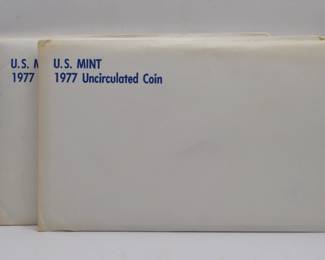 U.S. M
1977
U.S. MINT
1977 Uncirculated Coin